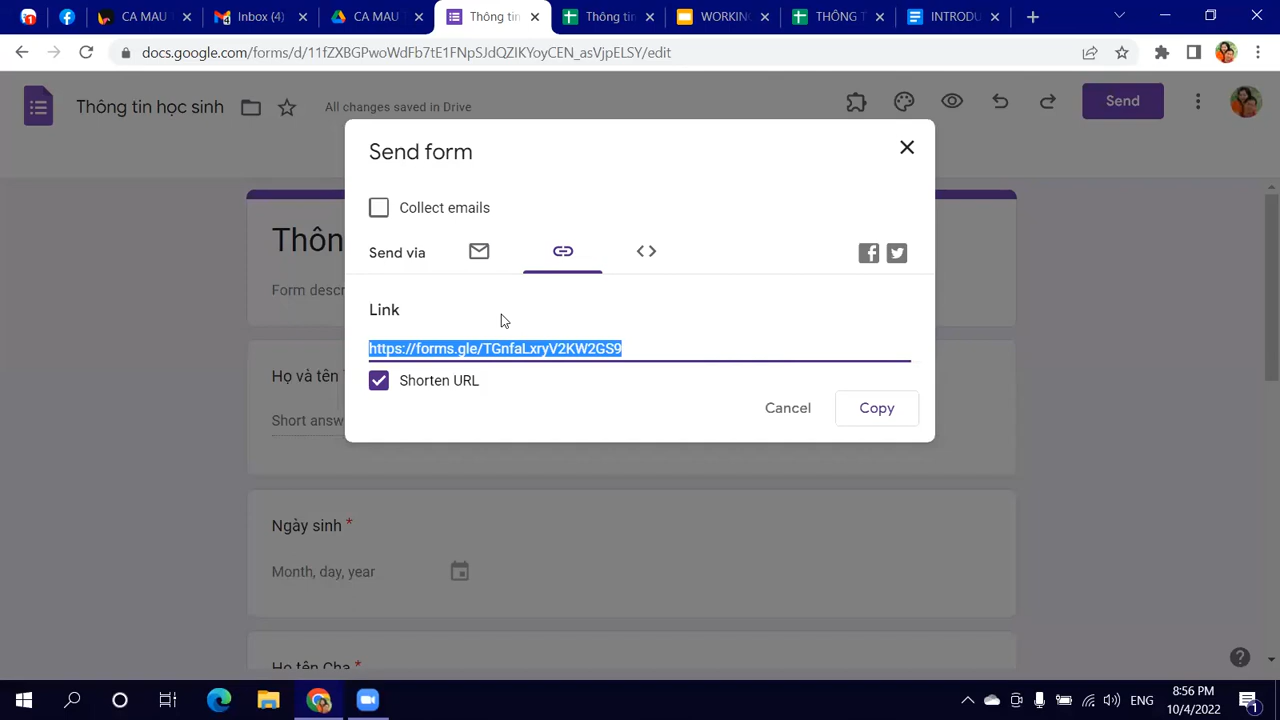 CA MAU
Inbox (4)
CA MAU
Thông tin
Thông tin
WORKING
THÔNG T
INTRODU
docs.google.com/forms/d/11fZXBGPwoWdFb7tE1FNpSJdQZIKYoyCEN_asVjpELSY/edit
Thông tin học sinh
All changes saved in Drive
Send
Send form
Collect emails
Send via
Link
https://forms.gle/TGnfaLxryV2KW2GS9
Shorten URL
Cancel
Copy
Thôn
Form descr
Họ và tên
Short answ
Ngày sinh *
Month, day, year
Họ tên Cha *
ENG
8:56 PM
10/4/2022
1